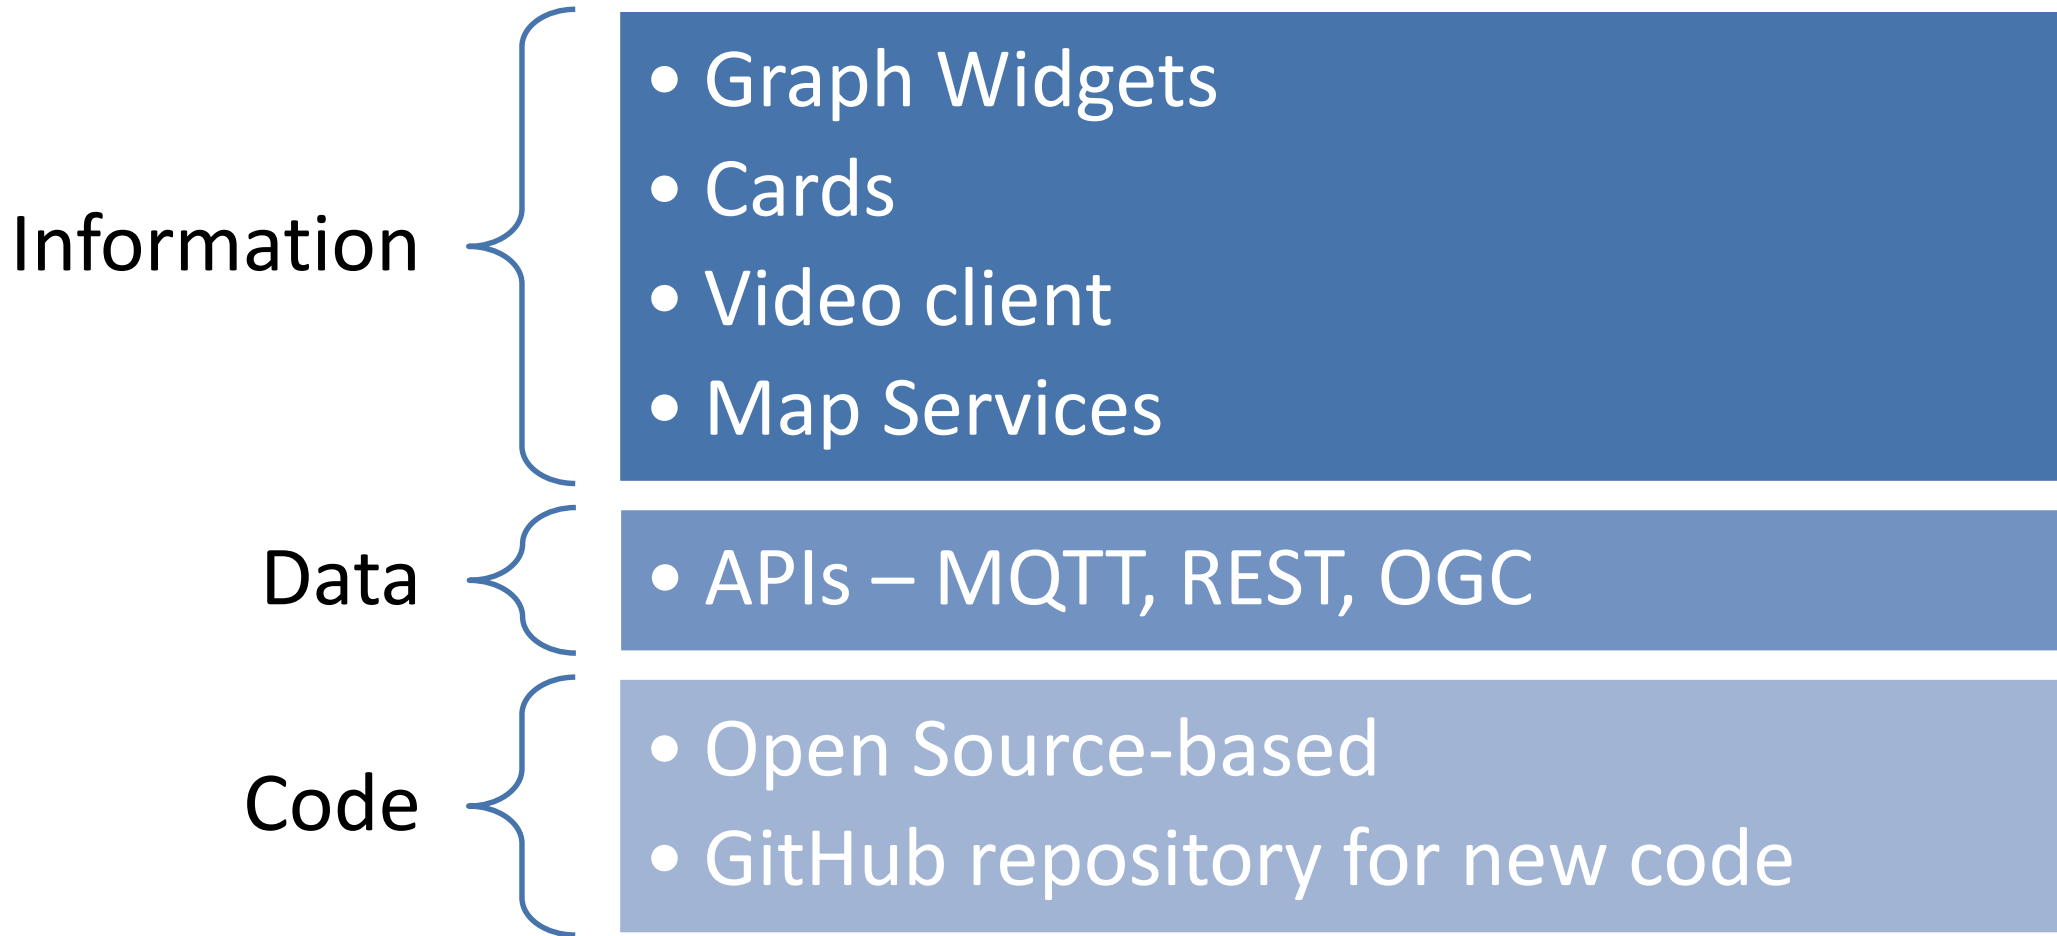 Information
• Graph Widgets
• Cards
• Video client
• Map Services
Data
• APIs – MQTT, REST, OGC
Code
• Open Source-based
• GitHub repository for new code